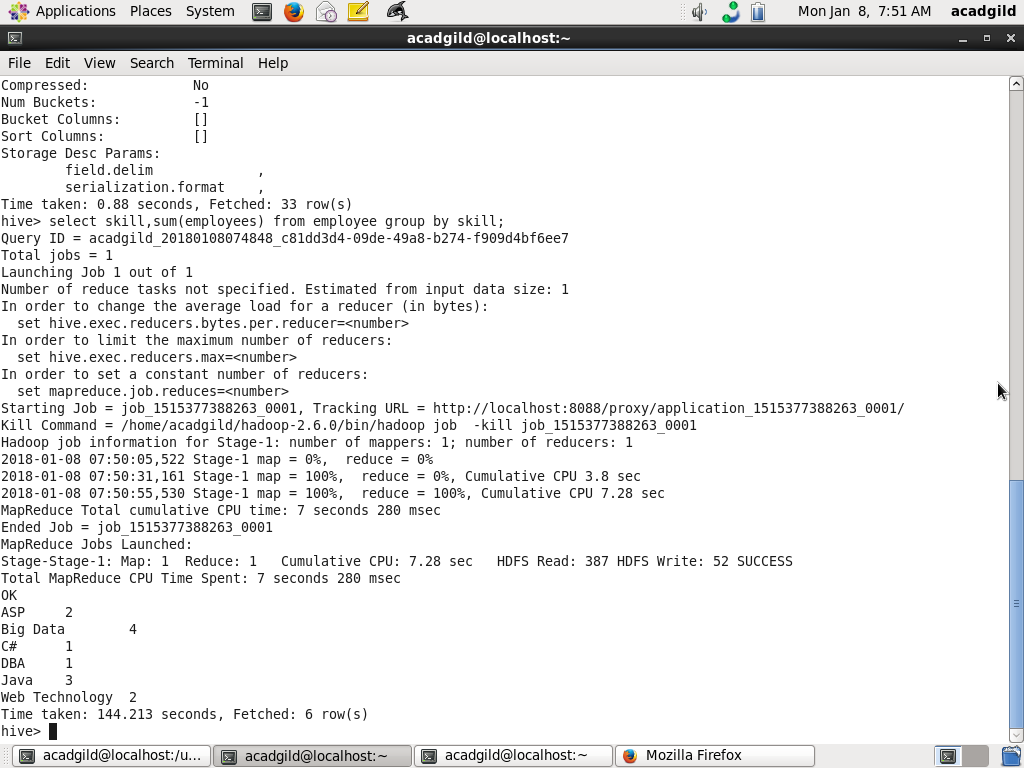 Applications Places System Mon Jan 8, 7:51 AM acadgild
acadgild@localhost:~
File Edit View Search Terminal Help
Compressed: No
Num Buckets: -1
Bucket Columns: []
Sort Columns: []
Storage Desc Params:
field.delim ,
serialization.format ,
Time taken: 0.88 seconds, Fetched: 33 row(s)
hive> select skill,sum(employees) from employee group by skill;
Query ID = acadgild_20180108074848_c81dd3d4-09de-49a8-b274-f909d4bf6ee7
Total jobs = 1
Launching Job 1 out of 1
Number of reduce tasks not specified. Estimated from input data size: 1
In order to change the average load for a reducer (in bytes):
set hive.exec.reducers.bytes.per.reducer=<number>
In order to limit the maximum number of reducers:
set hive.exec.reducers.max=<number>
In order to set a constant number of reducers:
set mapreduce.job.reduces=<number>
Starting Job = job_1515377388263_0001, Tracking URL = http://localhost:8088/proxy/application_1515377388263_0001/
Kill Command = /home/acadgild/hadoop-2.6.0/bin/hadoop job  -kill job_1515377388263_0001
Hadoop job information for Stage-1: number of mappers: 1; number of reducers: 1
2018-01-08 07:50:05,522 Stage-1 map = 0%,  reduce = 0%
2018-01-08 07:50:31,161 Stage-1 map = 100%,  reduce = 0%, Cumulative CPU 3.8 sec
2018-01-08 07:50:55,530 Stage-1 map = 100%,  reduce = 100%, Cumulative CPU 7.28 sec
MapReduce Total cumulative CPU time: 7 seconds 280 msec
Ended Job = job_1515377388263_0001
MapReduce Jobs Launched:
Stage-Stage-1: Map: 1  Reduce: 1   Cumulative CPU: 7.28 sec   HDFS Read: 387 HDFS Write: 52 SUCCESS
Total MapReduce CPU Time Spent: 7 seconds 280 msec
OK
ASP 2
Big Data 4
C# 1
DBA 1
Java 3
Web Technology 2
Time taken: 144.213 seconds, Fetched: 6 row(s)
hive>
acadgild@localhost:/u... acadgild@localhost:~ acadgild@localhost:~ Mozilla Firefox